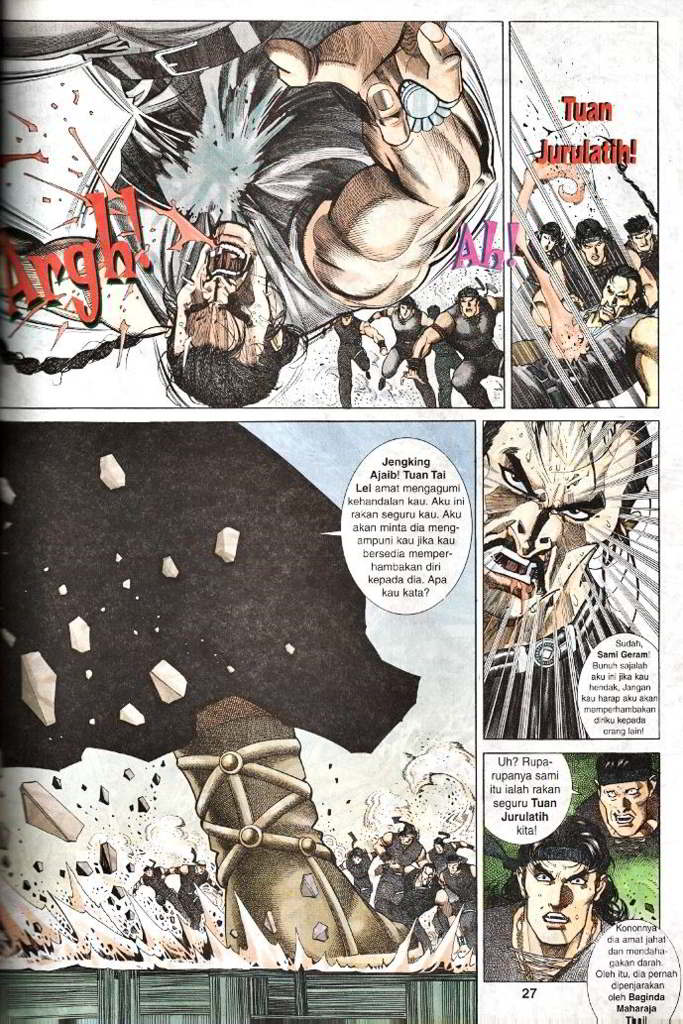 Argh!
Ah!
Tuan
Jurulatih!
Jengking
Ajaib! Tuan Tai
Lel amat mengagumi
kehandalan kau. Aku ini
rakan seguru kau. Aku
akan minta dia meng-
ampuni kau jika kau
bersedia memper-
hambakan diri
kepada dia. Apa
kau kata?
Sudah,
Sami Geram!
Bunuh sajalah
aku ini jika kau
hendak, Jangan
kau harap aku akan
memperhambakan
diriku kepada
orang lain!
Uh? Rupa-
rupanya sami
itu ialah rakan
seguru Tuan
Jurulatih
kita!
Kononnya
dia amat jahat
dan mendaha-
gakan darah.
Oleh itu, dia pernah
dipenjarakan
oleh Baginda
Maharaja
27